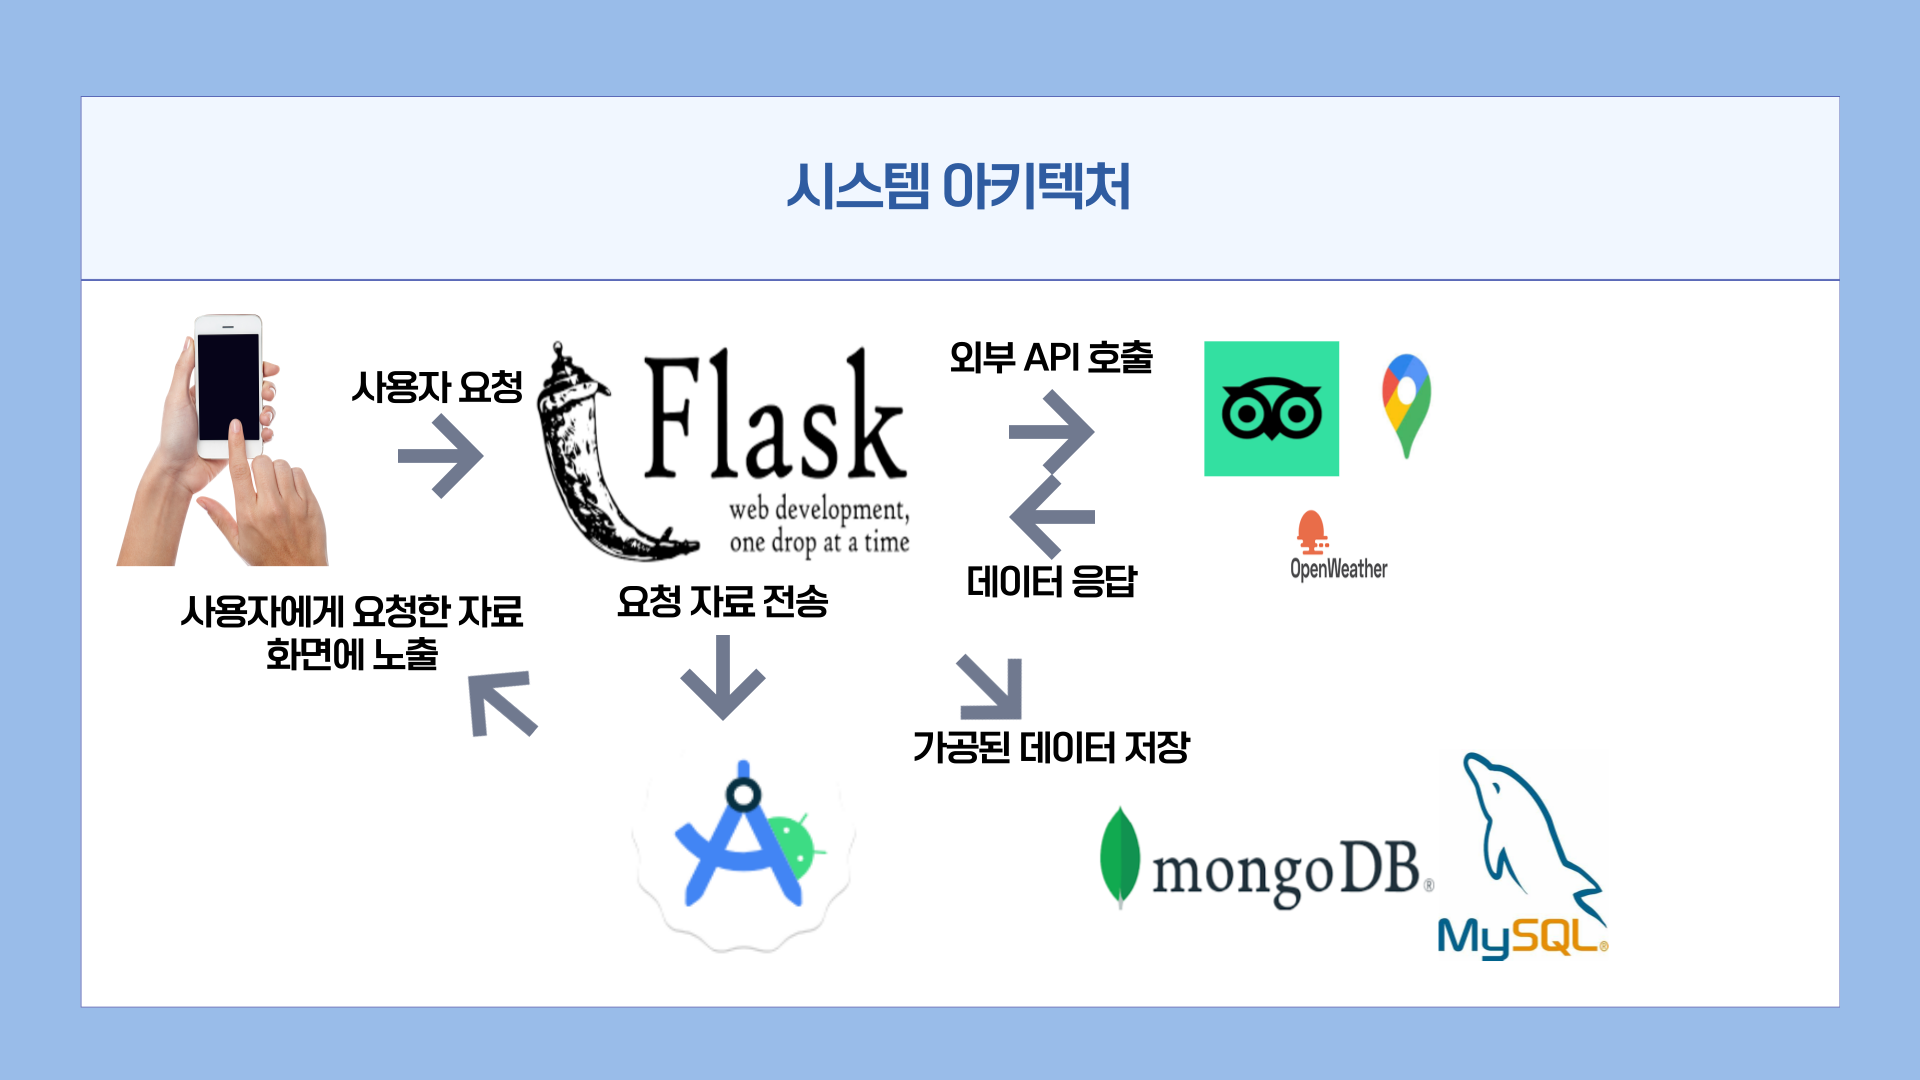 시스템 아키텍처
사용자 요청
Flask
web development,
one drop at a time
외부 API 호출
데이터 응답
OpenWeather
사용자에게 요청한 자료
화면에 노출
요청 자료 전송
가공된 데이터 저장
mongoDB®
MySQL®